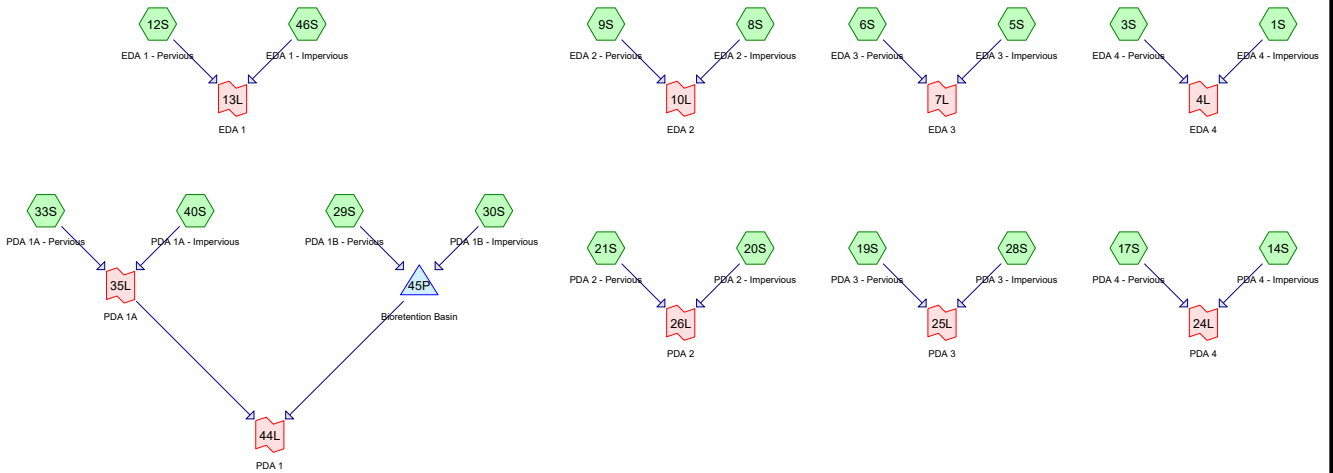 12S
46S
9S
8S
6S
5S
3S
1S
EDA 1 - Pervious
EDA 1 - Impervious
EDA 2 - Pervious
EDA 2 - Impervious
EDA 3 - Pervious
EDA 3 - Impervious
EDA 4 - Pervious
EDA 4 - Impervious
13L
10L
7L
4L
EDA 1
EDA 2
EDA 3
EDA 4
33S
40S
29S
30S
PDA 1A - Pervious
PDA 1A - Impervious
PDA 1B - Pervious
PDA 1B - Impervious
21S
20S
19S
28S
17S
14S
PDA 2 - Pervious
PDA 2 - Impervious
PDA 3 - Pervious
PDA 3 - Impervious
PDA 4 - Pervious
PDA 4 - Impervious
35L
45P
PDA 1A
Bioretention Basin
26L
25L
24L
PDA 2
PDA 3
PDA 4
44L
PDA 1